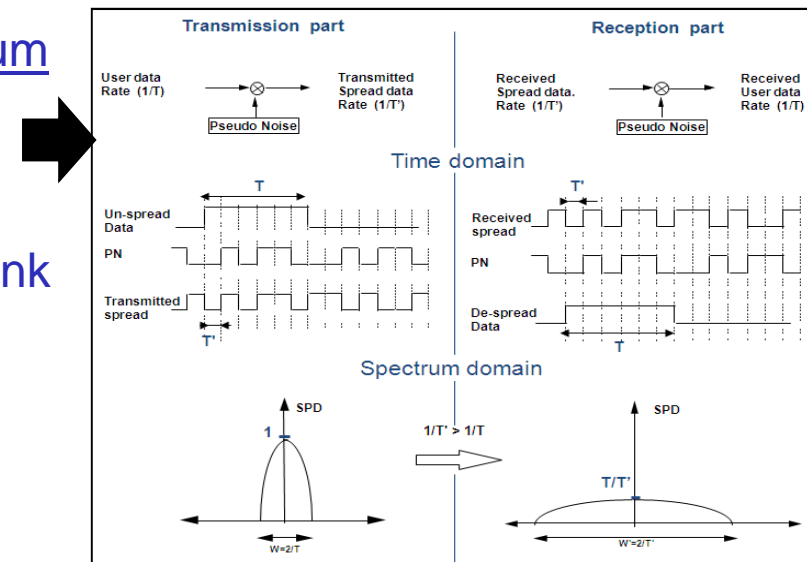 um
nk
Transmission part
Reception part
User data
Rate (1/T)
Transmitted
Spread data
Rate (1/T')
Pseudo Noise
Received
Spread data.
Rate (1/T')
Received
User data
Rate (1/T)
Pseudo Noise
Time domain
T
Un-spread
Data
PN
Transmitted
spread
T'
T'
Received
spread
PN
De-spread
Data
T
Spectrum domain
SPD
1
W=2/T
1/T' > 1/T
SPD
T/T'
W'=2/T'